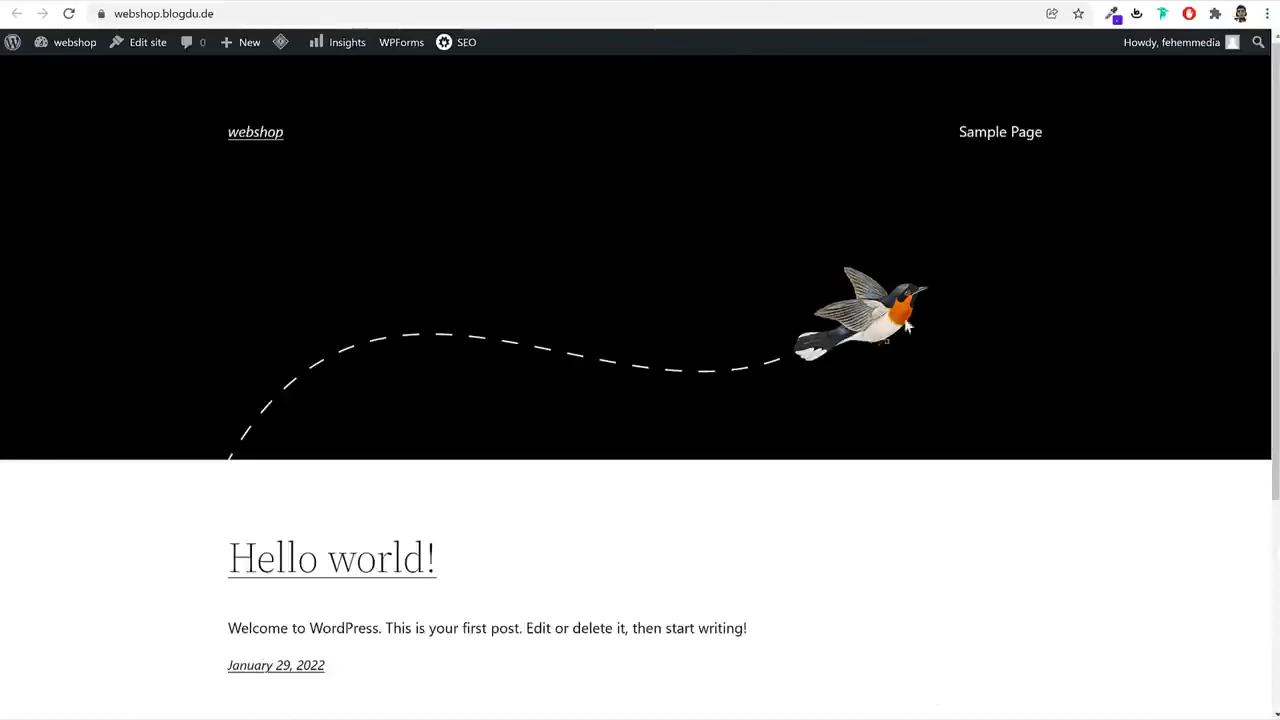 webshop.blogdu.de
webshop Edit site 0 New Insights WPForms SEO Howdy, fehemmedia
webshop Sample Page
Hello world!
Welcome to WordPress. This is your first post. Edit or delete it, then start writing!
January 29, 2022